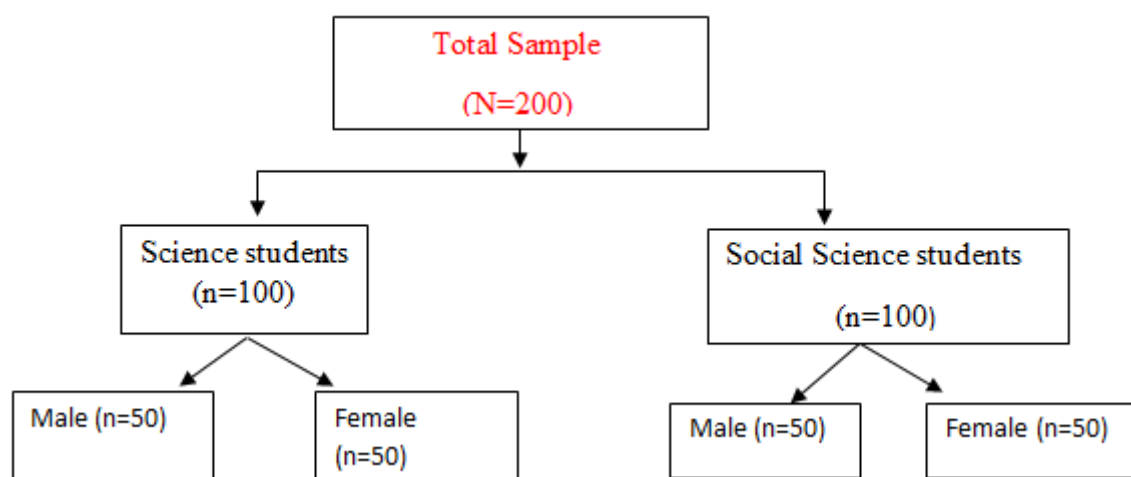 Total Sample
(N=200)
Science students
(n=100)
Social Science students
(n=100)
Male (n=50)
Female
(n=50)
Male (n=50)
Female (n=50)